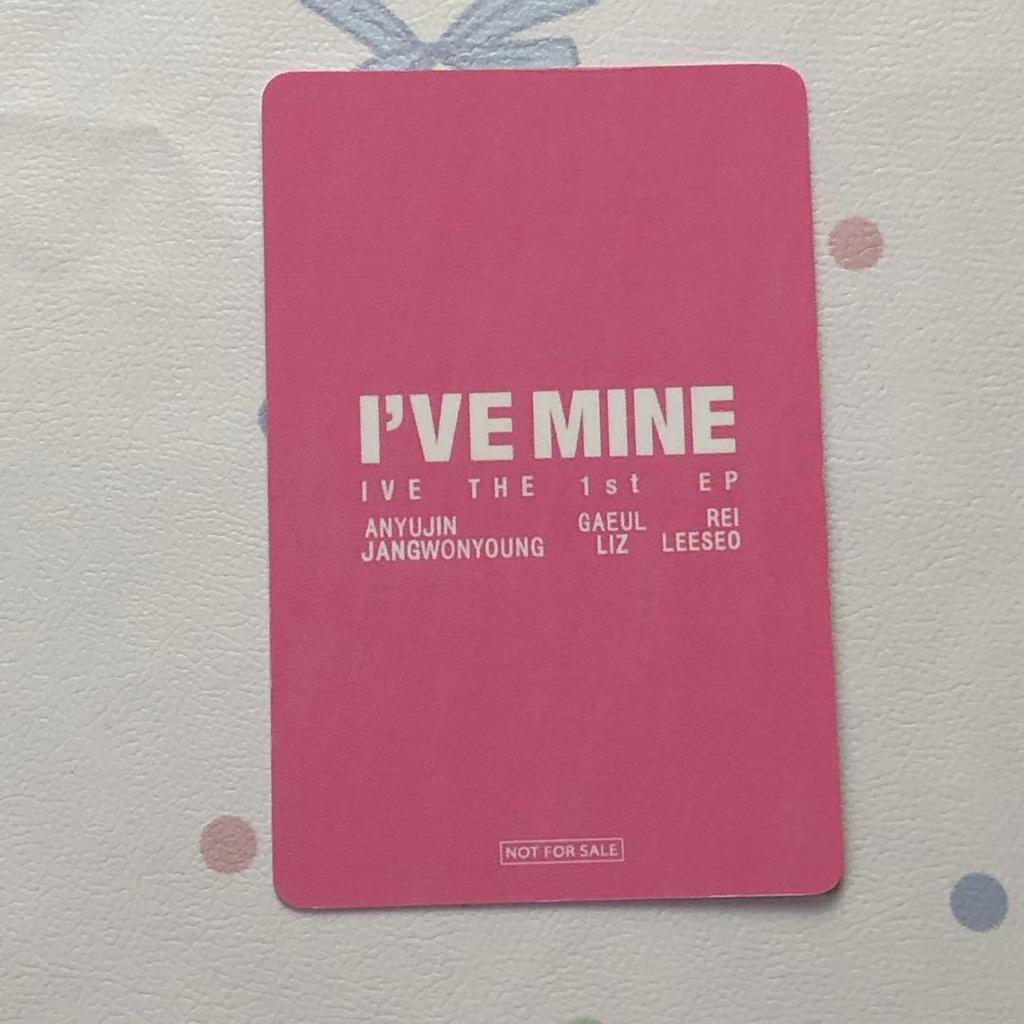 I'VE MINE
IVE THE 1st EP
ANYUJIN GAEUL REI
JANGWONYOUNG LIZ LEESEO
NOT FOR SALE